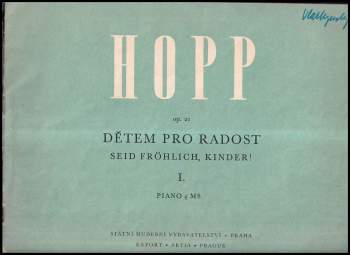 HOPP
op. 21
DĚTEM PRO RADOST
SEID FRÖHLICH, KINDER!
I.
PIANO 4 MS
STÁTNÍ HUDEBNÍ VYDAVATELSTVÍ • PRAHA
EXPORT • ARTIA • PRAGUE